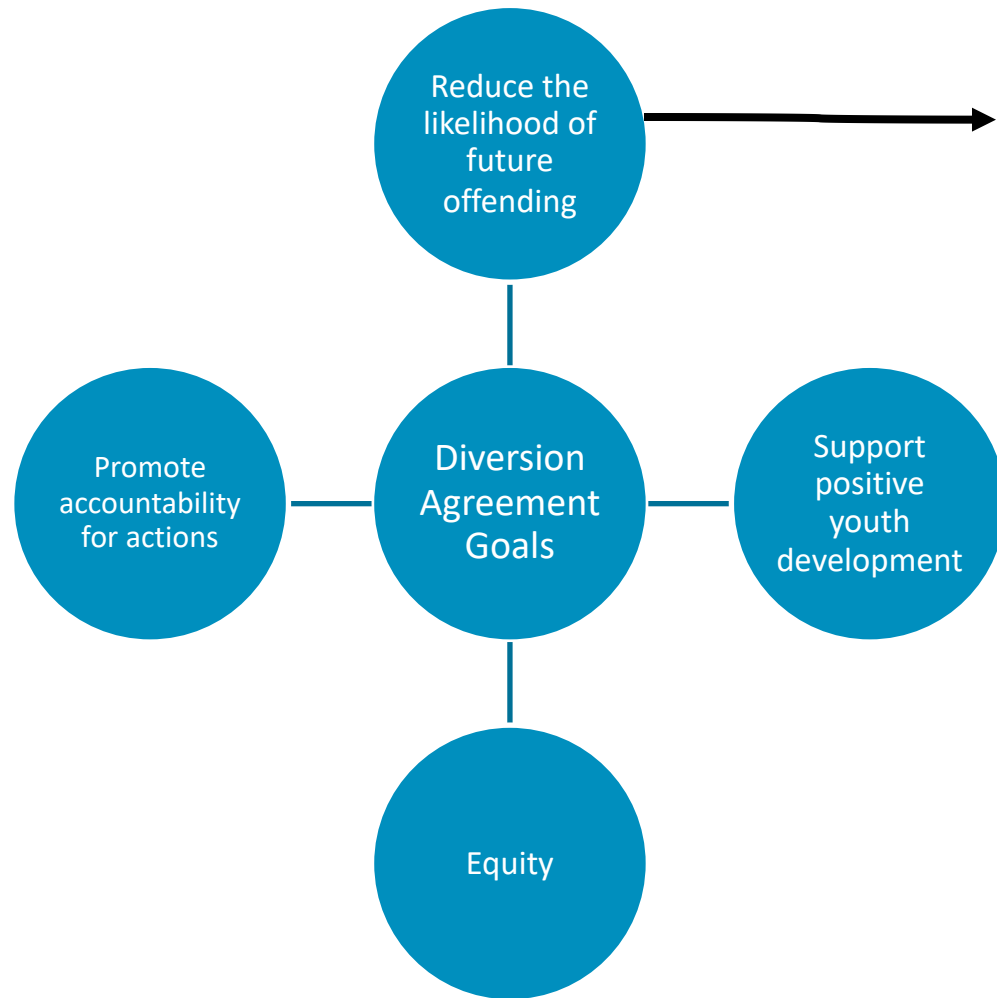 Reduce the
likelihood of
future
offending
Promote
accountability
for actions
Diversion
Agreement
Goals
Support
positive
youth
development
Equity